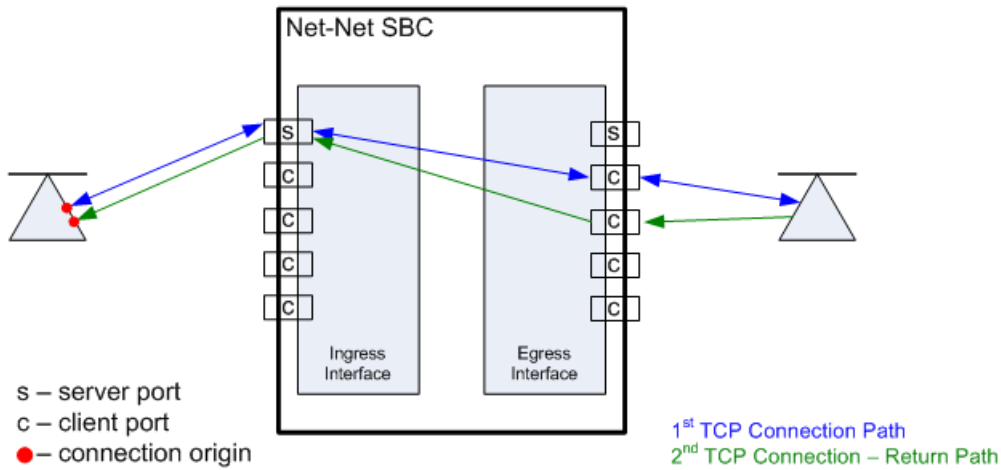 Net-Net SBC
s
c
c
c
c
s
c
c
c
c
Ingress
Interface
Egress
Interface
s – server port
c – client port
– connection origin
1st TCP Connection Path
2nd TCP Connection – Return Path